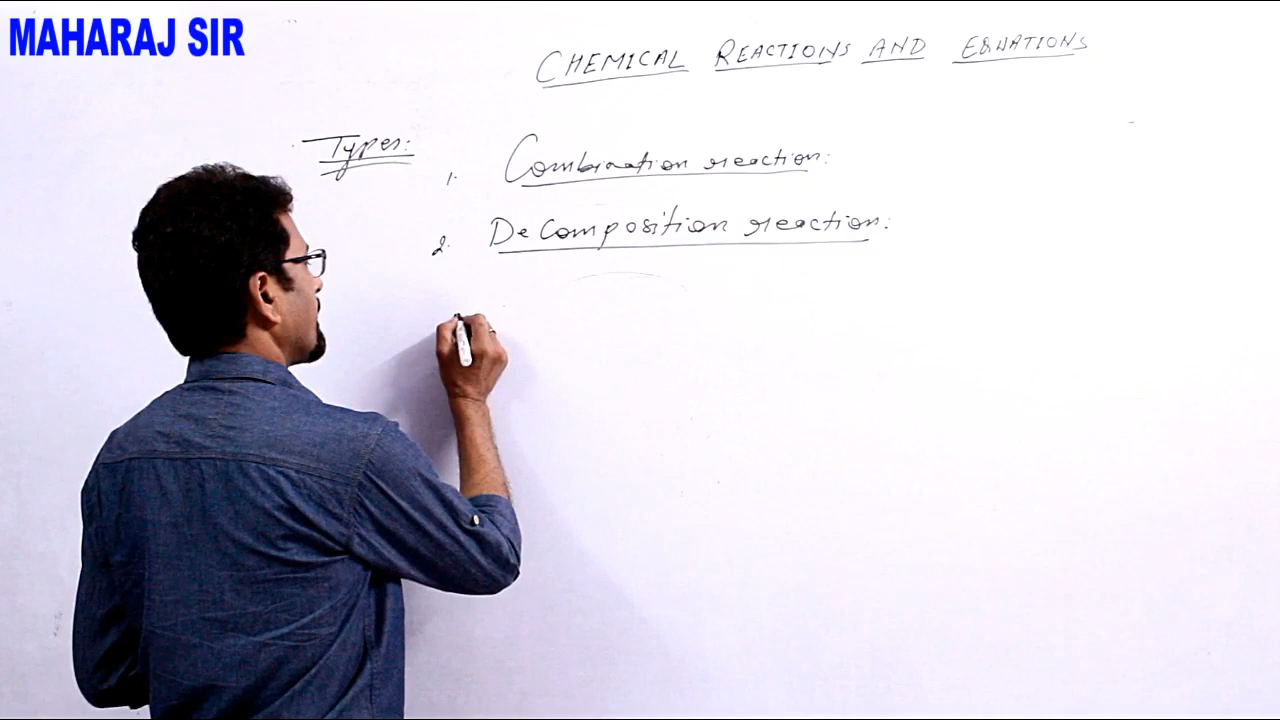 MAHARAJ SIR
CHEMICAL REACTIONS AND EQUATIONS
Types:
1. Combination reaction:
2. Decomposition reaction: